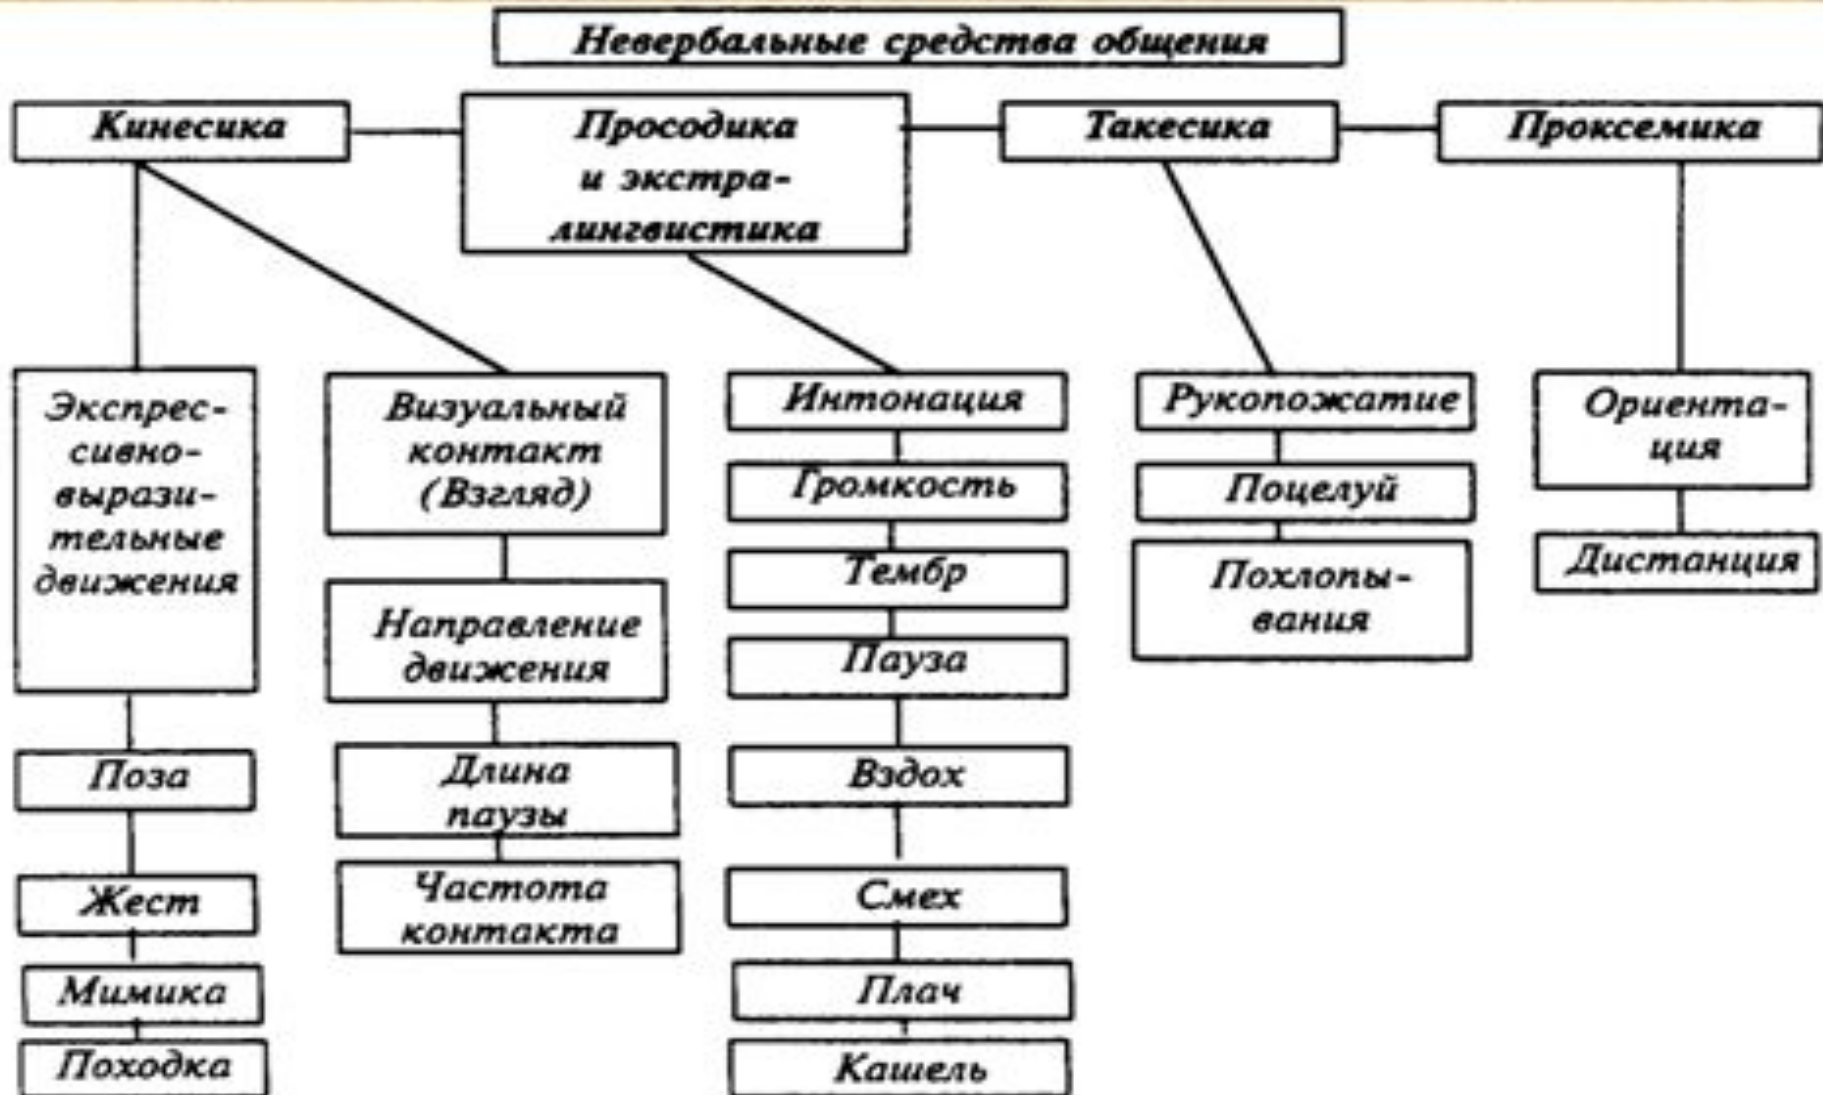 Невербальные средства общения
Кинесика
Просодика
и экстра-
лингвистика
Такесика
Проксемика
Экспрес-
сивно-
вырази-
тельные
движения
Поза
Жест
Мимика
Походка
Визуальный
контакт
(Взгляд)
Направление
движения
Длина
паузы
Частота
контакта
Интонация
Громкость
Тембр
Пауза
Вздох
Смех
Плач
Кашель
Рукопожатие
Поцелуй
Похлопы-
вания
Ориента-
ция
Дистанция